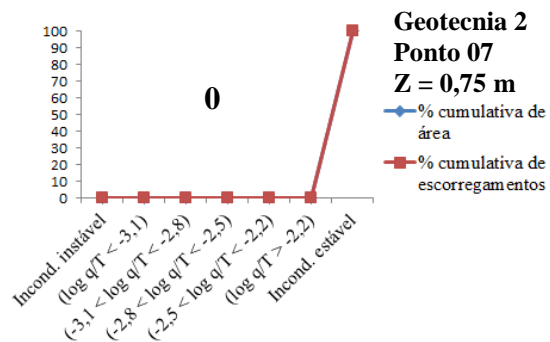 Geotecnia 2
Ponto 07
Z = 0,75 m
% cumulativa de
área
% cumulativa de
escorregamentos
0
100
90
80
70
60
50
40
30
20
10
0
Incond. instável
(log q/T < -3,1)
(-3,1 < log q/T < -2,8)
(-2,8 < log q/T < -2,5)
(-2,5 < log q/T < -2,2)
(log q/T > -2,2)
Incond. estável